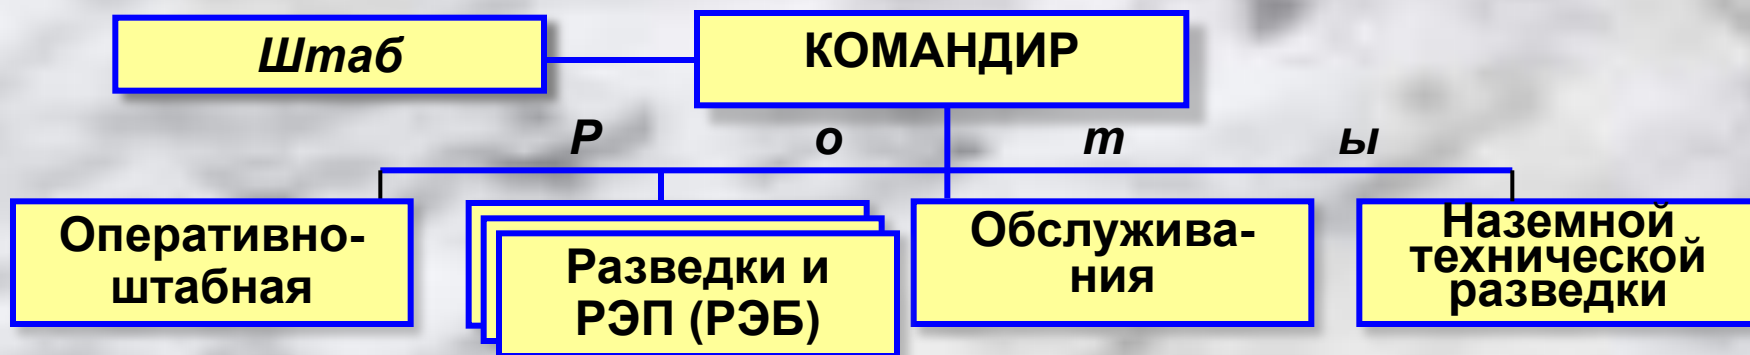 Штаб
КОМАНДИР
Р о т ы
Оперативно-
штабная
Разведки и
РЭП (РЭБ)
Обслужива-
ния
Наземной
технической
разведки